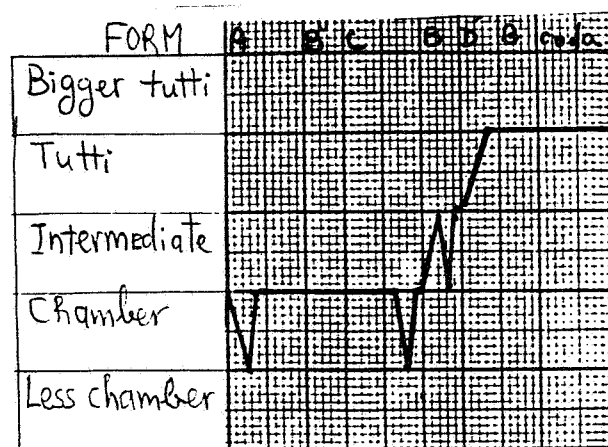 FORM A B C B D B coda
Bigger tutti
Tutti
Intermediate
Chamber
Less chamber